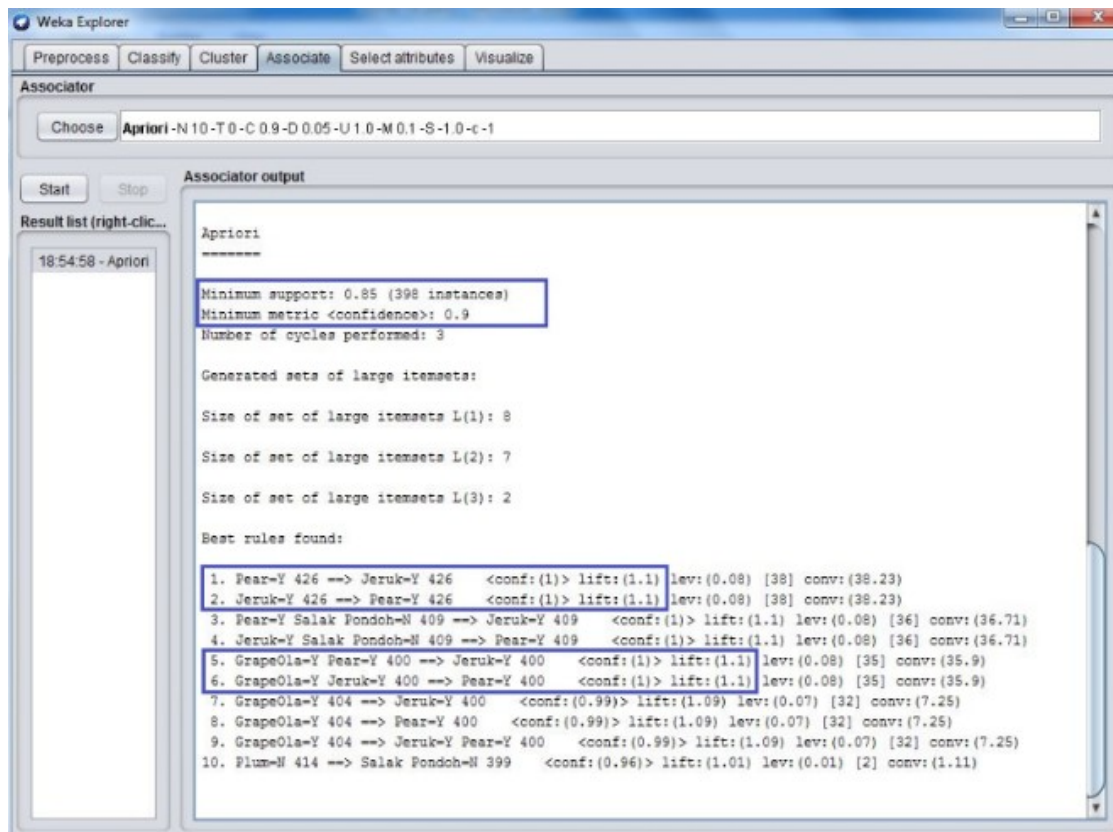 Weka Explorer
Preprocess Classify Cluster Associate Select attributes Visualize
Associator
Choose Apriori -N 10 -T 0 -C 0.9 -D 0.05 -U 1.0 -M 0.1 -S -1.0 -c -1
Start Stop
Associator output
Result list (right-clic...
18:54:58 - Apriori
Apriori
=======
Minimum support: 0.85 (398 instances)
Minimum metric <confidence>: 0.9
Number of cycles performed: 3
Generated sets of large itemsets:
Size of set of large itemsets L(1): 8
Size of set of large itemsets L(2): 7
Size of set of large itemsets L(3): 2
Best rules found:
1. Pear=Y 426 ==> Jeruk=Y 426 <conf:(1)> lift:(1.1) lev:(0.08) [38] conv:(38.23)
2. Jeruk=Y 426 ==> Pear=Y 426 <conf:(1)> lift:(1.1) lev:(0.08) [38] conv:(38.23)
3. Pear=Y Salak Pondoh=N 409 ==> Jeruk=Y 409 <conf:(1)> lift:(1.1) lev:(0.08) [36] conv:(36.71)
4. Jeruk=Y Salak Pondoh=N 409 ==> Pear=Y 409 <conf:(1)> lift:(1.1) lev:(0.08) [36] conv:(36.71)
5. GrapeOla=Y Pear=Y 400 ==> Jeruk=Y 400 <conf:(1)> lift:(1.1) lev:(0.08) [35] conv:(35.9)
6. GrapeOla=Y Jeruk=Y 400 ==> Pear=Y 400 <conf:(1)> lift:(1.1) lev:(0.08) [35] conv:(35.9)
7. GrapeOla=Y 404 ==> Jeruk=Y 400 <conf:(0.99)> lift:(1.09) lev:(0.07) [32] conv:(7.25)
8. GrapeOla=Y 404 ==> Pear=Y 400 <conf:(0.99)> lift:(1.09) lev:(0.07) [32] conv:(7.25)
9. GrapeOla=Y 404 ==> Jeruk=Y Pear=Y 400 <conf:(0.99)> lift:(1.09) lev:(0.07) [32] conv:(7.25)
10. Plum=N 414 ==> Salak Pondoh=N 399 <conf:(0.96)> lift:(1.01) lev:(0.01) [2] conv:(1.11)